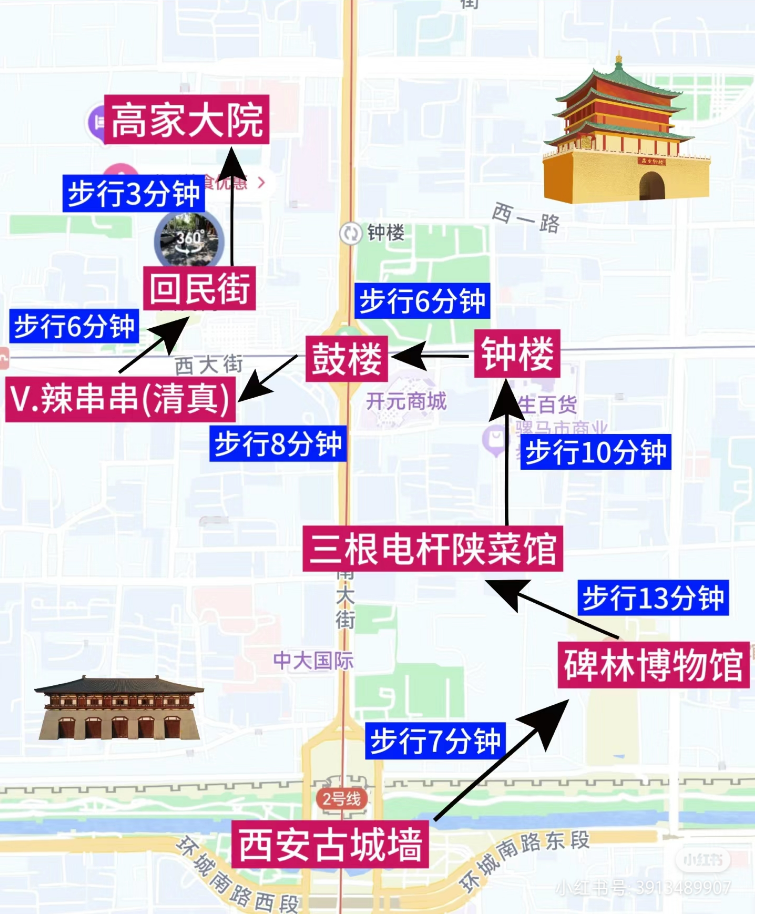 街
高家大院
食优惠
步行3分钟
360°
西一路
钟楼
回民街
步行6分钟
步行6分钟
西大街
鼓楼
钟楼
V.辣串串(清真)
开元商城
生百货
骡马市商业
步行8分钟
步行10分钟
三根电杆陕菜馆
南大街
步行13分钟
中大国际
碑林博物馆
步行7分钟
2号线
西安古城墙
环城南路西段
环城南路东段
小红书
小红书号 3913489907